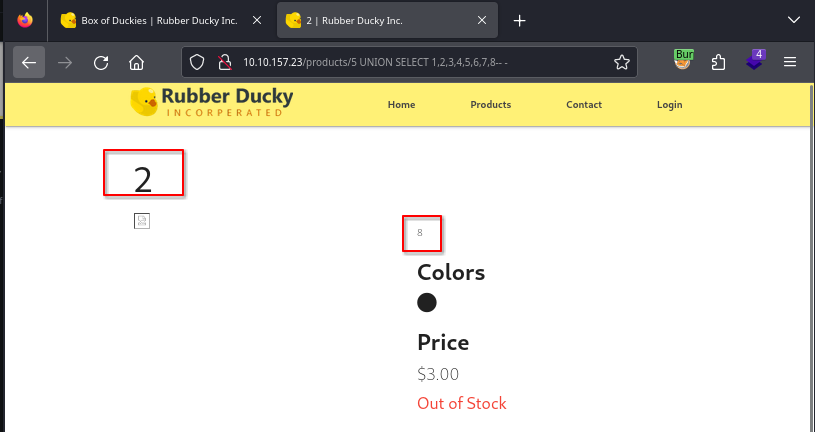 Box of Duckies | Rubber Ducky Inc.
2 | Rubber Ducky Inc.
10.10.157.23/products/5 UNION SELECT 1,2,3,4,5,6,7,8-- -
Bur
4
Rubber Ducky
INCORPERATED
Home
Products
Contact
Login
2
8
Colors
Price
$3.00
Out of Stock